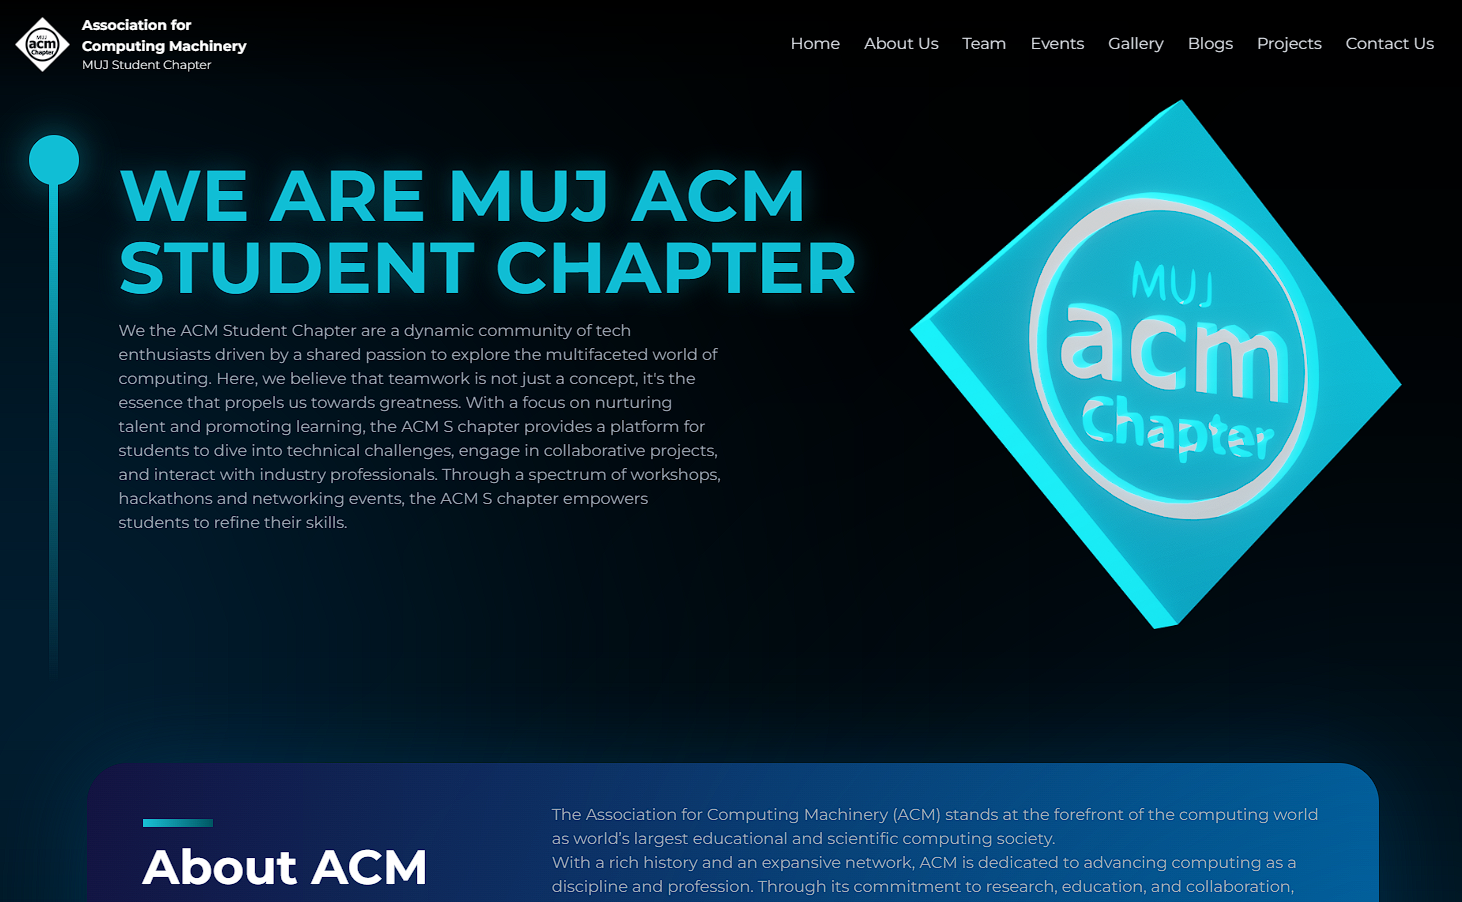 MUJ
acm
Chapter
Association for
Computing Machinery
MUJ Student Chapter
Home About Us Team Events Gallery Blogs Projects Contact Us
WE ARE MUJ ACM
STUDENT CHAPTER
We the ACM Student Chapter are a dynamic community of tech
enthusiasts driven by a shared passion to explore the multifaceted world of
computing. Here, we believe that teamwork is not just a concept, it's the
essence that propels us towards greatness. With a focus on nurturing
talent and promoting learning, the ACM S chapter provides a platform for
students to dive into technical challenges, engage in collaborative projects,
and interact with industry professionals. Through a spectrum of workshops,
hackathons and networking events, the ACM S chapter empowers
students to refine their skills.
MUJ
acm
Chapter
About ACM
The Association for Computing Machinery (ACM) stands at the forefront of the computing world
as world’s largest educational and scientific computing society.
With a rich history and an expansive network, ACM is dedicated to advancing computing as a
discipline and profession. Through its commitment to research, education, and collaboration,